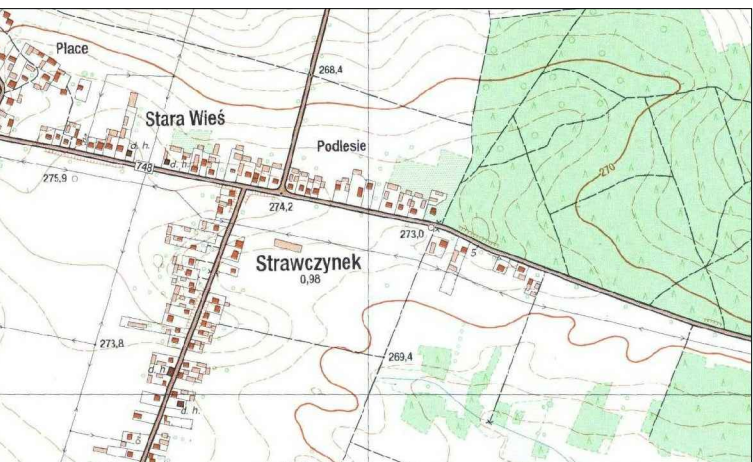 Place
268,4
Stara Wieś
d. h.
d. h.
Podlesie
748
275,9
270
274,2
273,0
5
Strawczynek
0,98
273,8
269,4
d. h.
d. h.